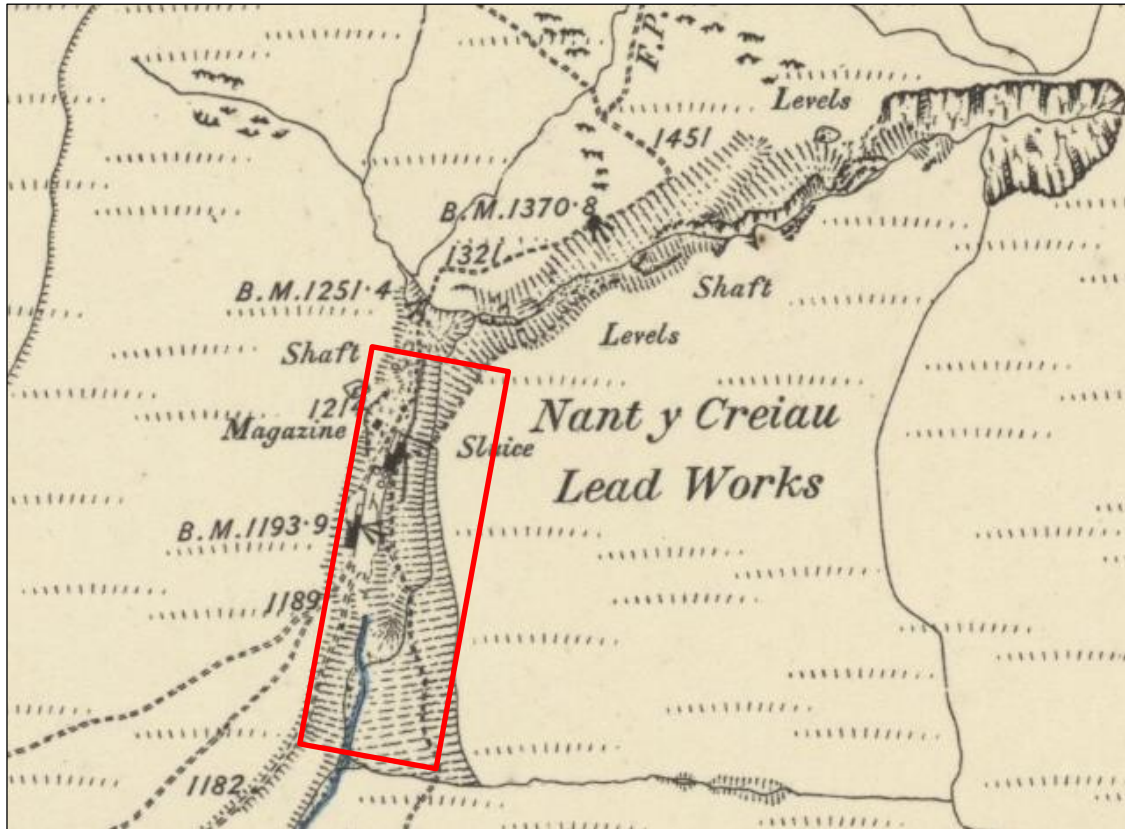 F.P.
Levels
1451
B.M.1370·8
1321
B.M.1251·4
Shaft
Levels
Shaft
121
Magazine
Sluice
Nant y Creiau
Lead Works
B.M.1193·9
1189
1182